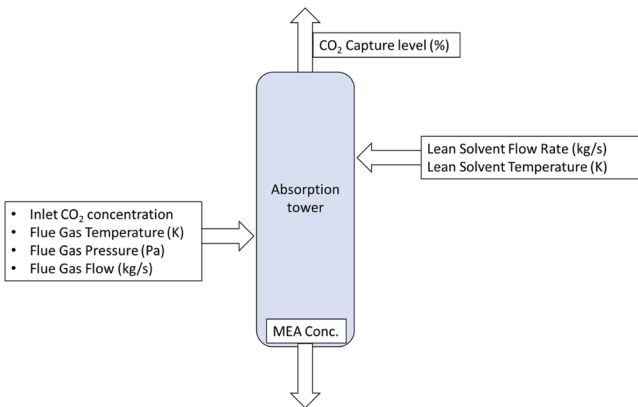 CO₂ Capture level (%)
Lean Solvent Flow Rate (kg/s)
Lean Solvent Temperature (K)
Absorption
tower
• Inlet CO₂ concentration
• Flue Gas Temperature (K)
• Flue Gas Pressure (Pa)
• Flue Gas Flow (kg/s)
MEA Conc.